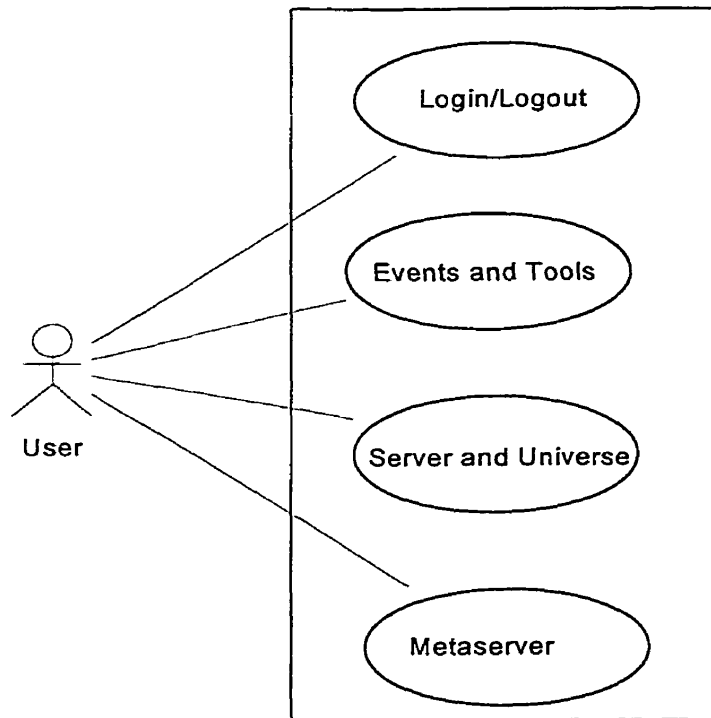 Login/Logout
Events and Tools
User
Server and Universe
Metaserver